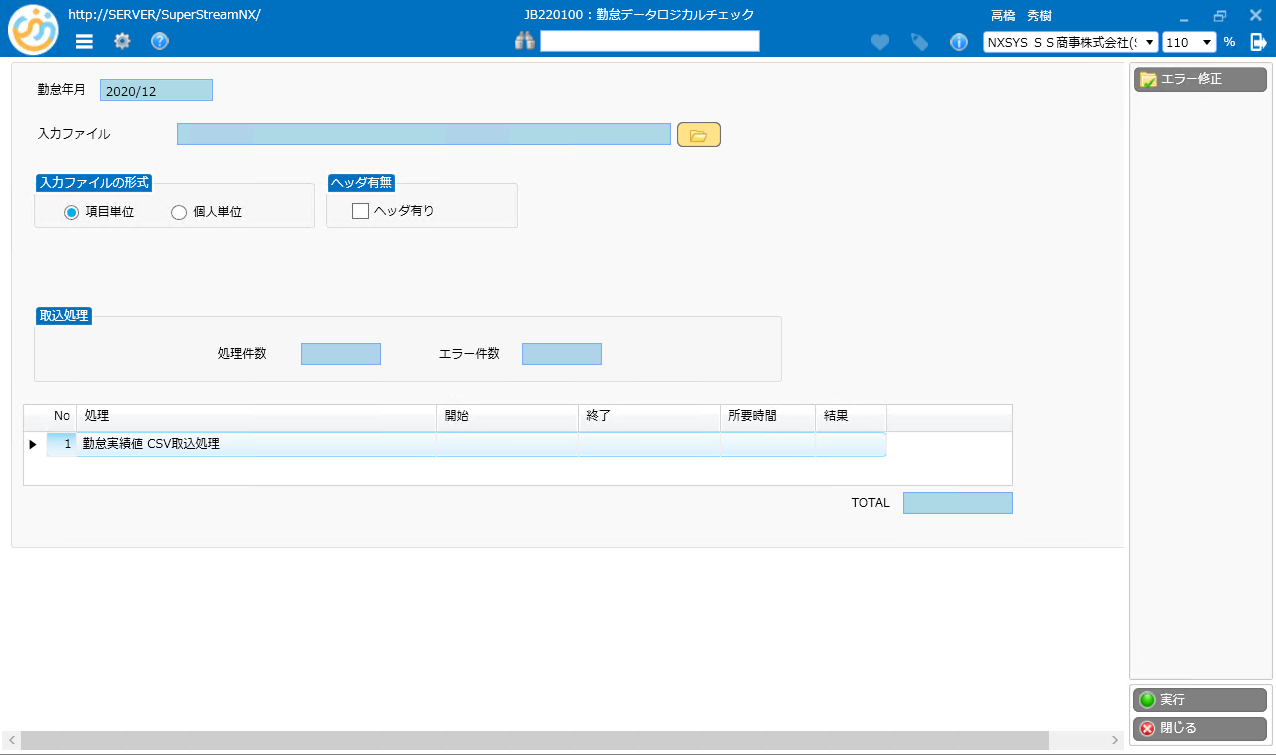 http://SERVER/SuperStreamNX/
JB220100：勤怠データロジカルチェック
高橋　秀樹
NXSYS ＳＳ商事株式会社(S
110
%
エラー修正
勤怠年月
2020/12
入力ファイル
入力ファイルの形式
ヘッダ有無
項目単位
個人単位
ヘッダ有り
取込処理
処理件数
エラー件数
No 処理 開始 終了 所要時間 結果
1 勤怠実績値 CSV取込処理
TOTAL
実行
閉じる